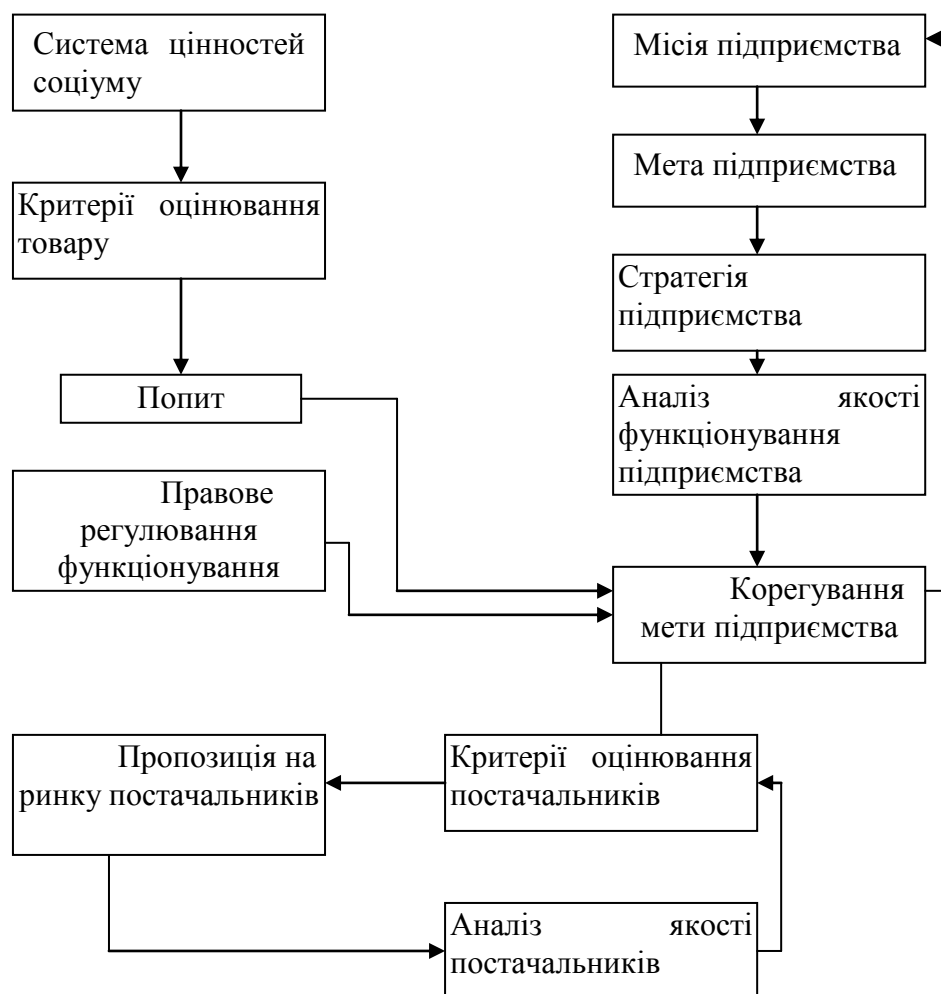 Система цінностей
соціуму
Місія підприємства
Мета підприємства
Критерії оцінювання
товару
Стратегія
підприємства
Попит
Аналіз якості
функціонування
підприємства
Правове
регулювання
функціонування
Корегування
мети підприємства
Пропозиція на
ринку постачальників
Критерії оцінювання
постачальників
Аналіз якості
постачальників